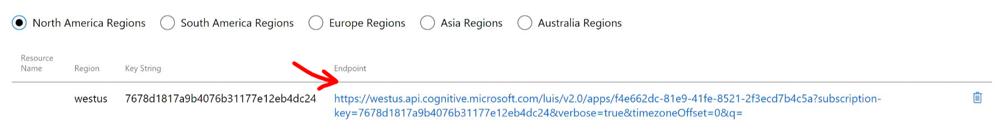 North America Regions South America Regions Europe Regions Asia Regions Australia Regions
Resource
Name Region Key String Endpoint
westus 7678d1817a9b4076b31177e12eb4dc24 https://westus.api.cognitive.microsoft.com/luis/v2.0/apps/f4e662dc-81e9-41fe-8521-2f3ecd7b4c5a?subscription-
key=7678d1817a9b4076b31177e12eb4dc24&verbose=true&timezoneOffset=0&q=